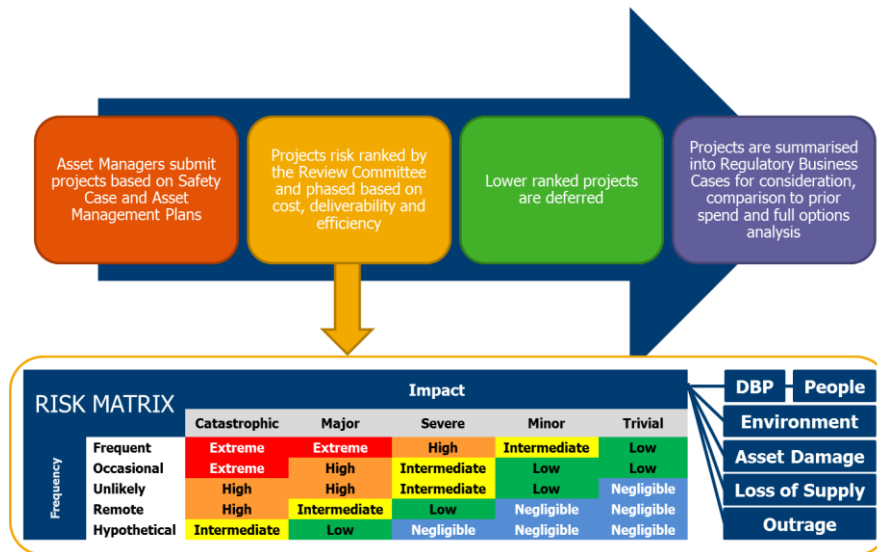 Asset Managers submit
projects based on Safety
Case and Asset
Management Plans
Projects risk ranked by
the Review Committee
and phased based on
cost, deliverability and
efficiency
Lower ranked projects
are deferred
Projects are summarised
into Regulatory Business
Cases for consideration,
comparison to prior
spend and full options
analysis
RISK MATRIX
Impact
Catastrophic Major Severe Minor Trivial
Frequency
Frequent Extreme Extreme High Intermediate Low
Occasional Extreme High Intermediate Low Low
Unlikely High High Intermediate Low Negligible
Remote High Intermediate Low Negligible Negligible
Hypothetical Intermediate Low Negligible Negligible Negligible
DBP People
Environment
Asset Damage
Loss of Supply
Outrage